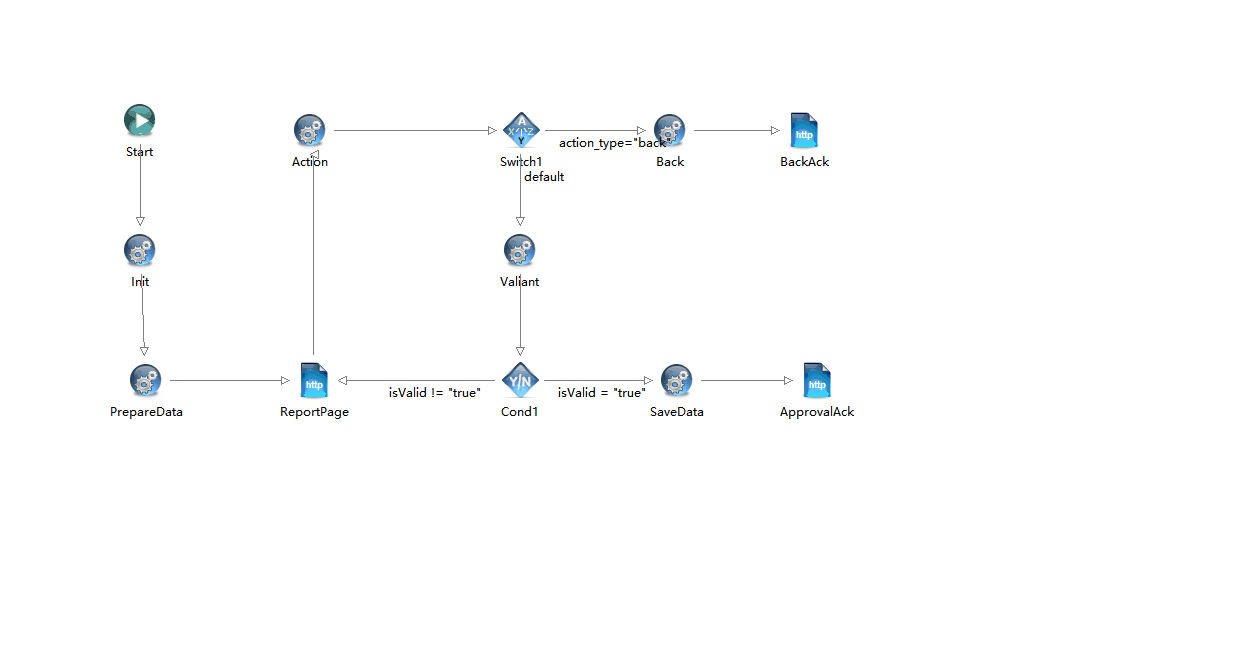 Start
Action
Switch1
action_type="back"
Back
http
BackAck
default
Init
Valiant
PrepareData
http
ReportPage
isValid != "true"
Y/N
Cond1
isValid = "true"
SaveData
http
ApprovalAck
A
X/Z
Y